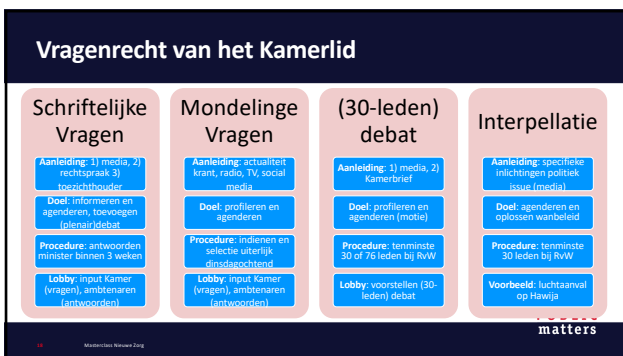 Vragenrecht van het Kamerlid
Schriftelijke
Vragen
Aanleiding: 1) media, 2)
rechtspraak 3)
toezichthouder
Doel: informeren en
agenderen, toevoegen
(plenair)debat
Procedure: antwoorden
minister binnen 3 weken
Lobby: input Kamer
(vragen), ambtenaren
(antwoorden)
Mondelinge
Vragen
Aanleiding: actualiteit
krant, radio, TV, social
media
Doel: profileren en
agenderen
Procedure: indienen en
selectie uiterlijk
dinsdagochtend
Lobby: input Kamer
(vragen), ambtenaren
(antwoorden)
(30-leden)
debat
Aanleiding: 1) media, 2)
Kamerbrief
Doel: profileren en
agenderen (motie)
Procedure: tenminste
30 of 76 leden bij RvW
Lobby: voorstellen (30-
leden) debat
Interpellatie
Aanleiding: specifieke
inlichtingen politiek
issue (media)
Doel: agenderen en
oplossen wanbeleid
Procedure: tenminste
30 leden bij RvW
Voorbeeld: luchtaanval
op Hawija
matters
Masterclass Nieuwe Zorg